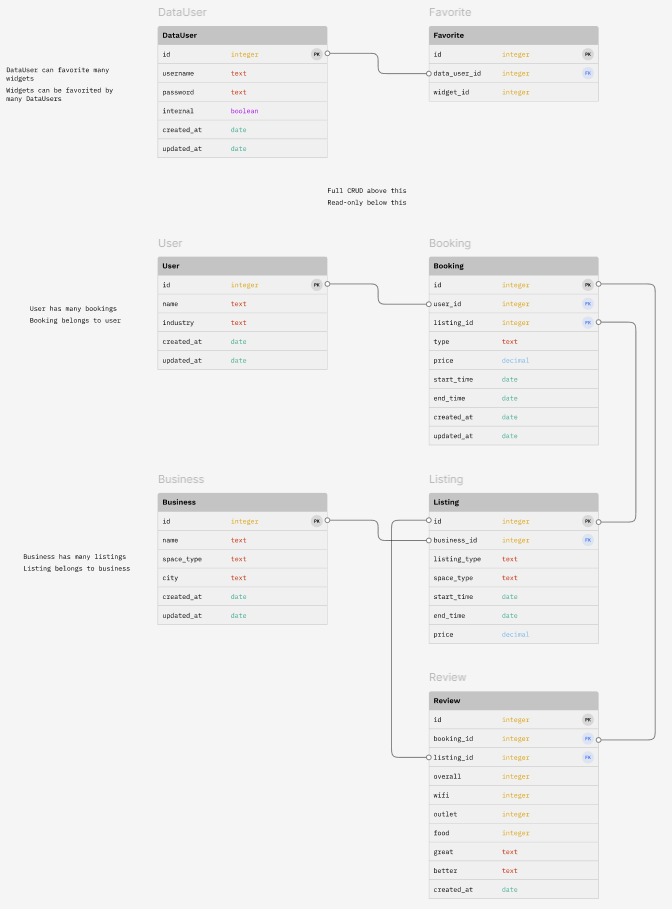 DataUser
DataUser
id integer PK
username text
password text
internal boolean
created_at date
updated_at date
Favorite
Favorite
id integer PK
data_user_id integer FK
widget_id integer
DataUser can favorite many
widgets
Widgets can be favorited by
many DataUsers
Full CRUD above this
Read-only below this
User
User
id integer PK
name text
industry text
created_at date
updated_at date
Booking
Booking
id integer PK
user_id integer FK
listing_id integer FK
type text
price decimal
start_time date
end_time date
created_at date
updated_at date
User has many bookings
Booking belongs to user
Business
Business
id integer PK
name text
space_type text
city text
created_at date
updated_at date
Listing
Listing
id integer PK
business_id integer FK
listing_type text
space_type text
start_time date
end_time date
price decimal
Business has many listings
Listing belongs to business
Review
Review
id integer PK
booking_id integer FK
listing_id integer FK
overall integer
wifi integer
outlet integer
food integer
great text
better text
created_at date